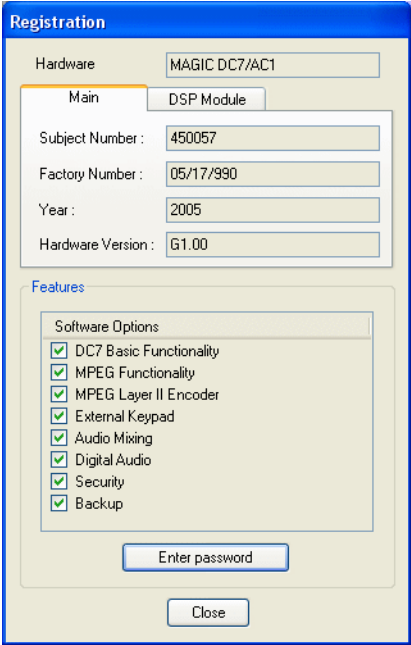 Registration
Hardware MAGIC DC7/AC1
Main DSP Module
Subject Number : 450057
Factory Number : 05/17/990
Year : 2005
Hardware Version : G1.00
Features
Software Options
DC7 Basic Functionality
MPEG Functionality
MPEG Layer II Encoder
External Keypad
Audio Mixing
Digital Audio
Security
Backup
Enter password
Close